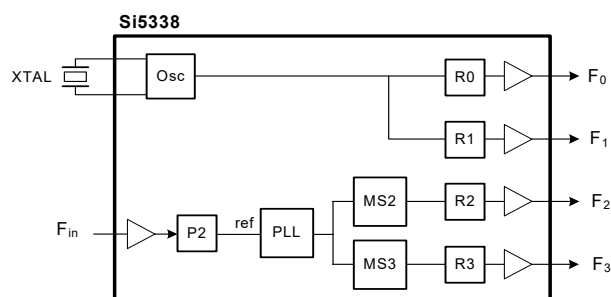 Si5338
XTAL
Osc
R0
F0
R1
F1
Fin
P2
ref
PLL
MS2
R2
F2
MS3
R3
F3